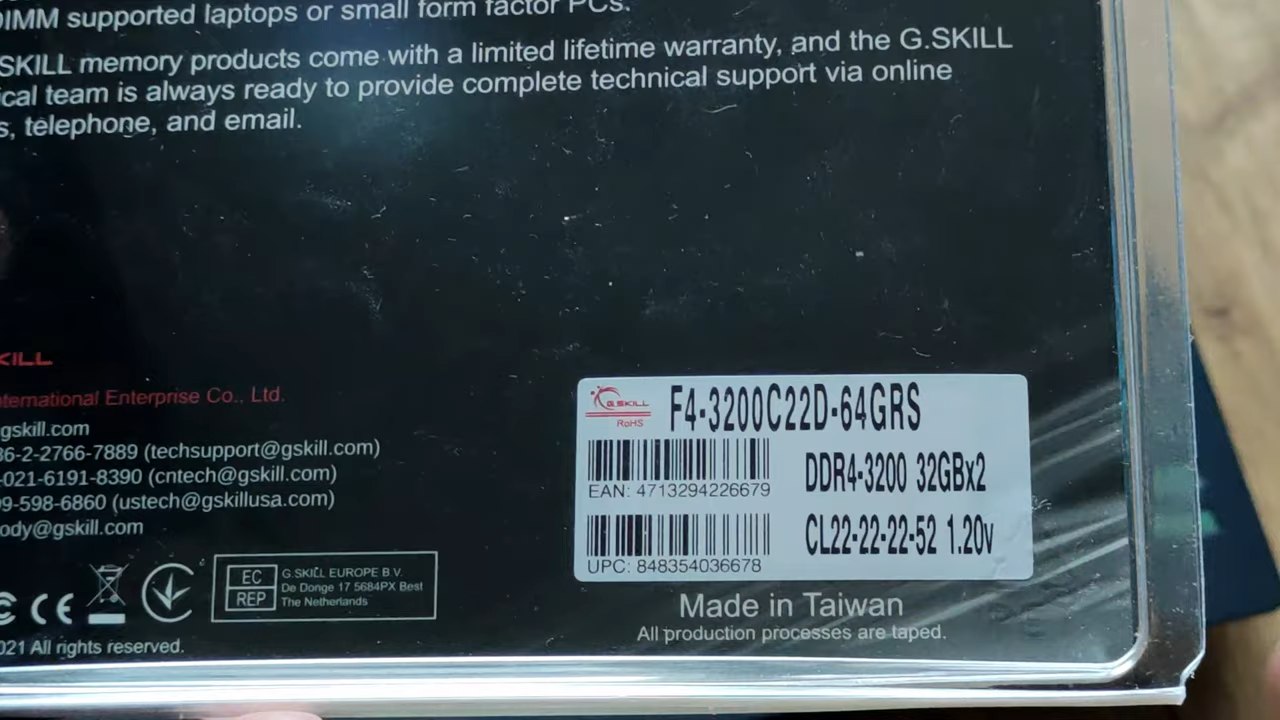 DIMM supported laptops or small form factor PCs.
SKILL memory products come with a limited lifetime warranty, and the G.SKILL
ical team is always ready to provide complete technical support via online
s, telephone, and email.
KILL
nternational Enterprise Co., Ltd.
gskill.com
86-2-2766-7889 (techsupport@gskill.com)
-021-6191-8390 (cntech@gskill.com)
09-598-6860 (ustech@gskillusa.com)
ody@gskill.com
CE
EC REP
G.SKILL EUROPE B.V.
De Donge 17 5684PX Best
The Netherlands
021 All rights reserved.
G.SKILL
RoHS
F4-3200C22D-64GRS
EAN: 4713294226679
DDR4-3200 32GBx2
UPC: 848354036678
CL22-22-22-52 1.20v
Made in Taiwan
All production processes are taped.